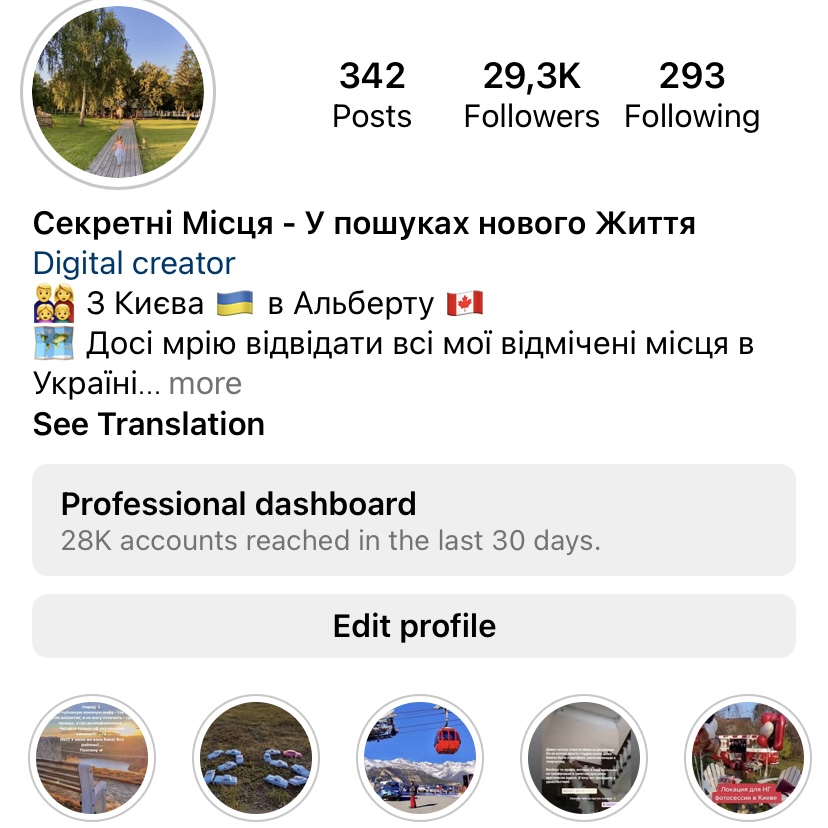 342 29,3K 293
Posts Followers Following
Секретні Місця - У пошуках нового Життя
Digital creator
З Києва 🇺🇦 в Альберту 🇨🇦
Досі мрію відвідати всі мої відмічені місця в
Україні... more
See Translation
Professional dashboard
28K accounts reached in the last 30 days.
Edit profile
Локация для НГ
фотосессии в Киеве